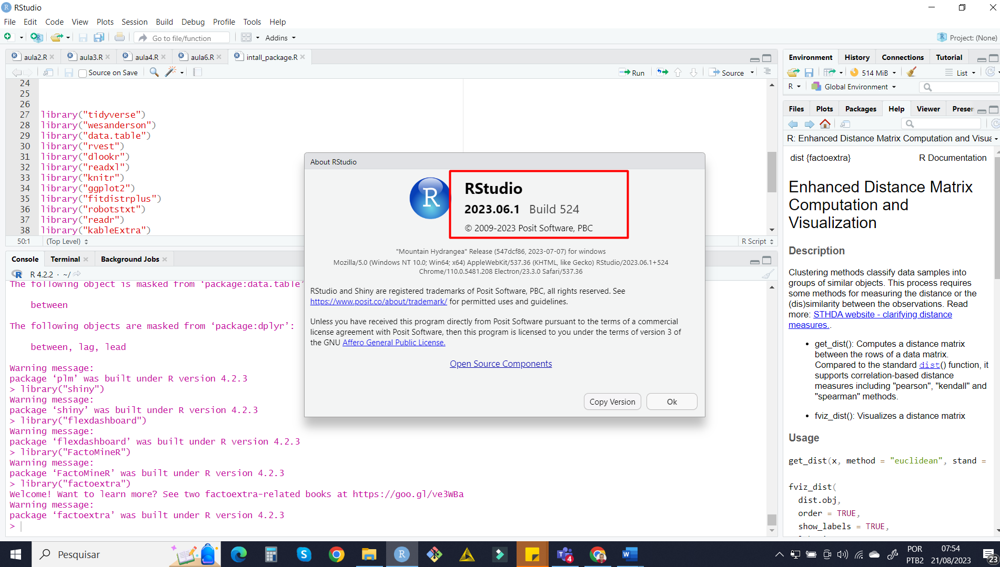 RStudio
File Edit Code View Plots Session Build Debug Profile Tools Help
Go to file/function Addins Project: (None)
aula2.R aula3.R aula4.R aula6.R intall_package.R
Source on Save Run Source
24
25
26
27 library("tidyverse")
28 library("wesanderson")
29 library("data.table")
30 library("rvest")
31 library("dlookr")
32 library("readxl")
33 library("knitr")
34 library("ggplot2")
35 library("fitdistrplus")
36 library("robotstxt")
37 library("readr")
38 library("kableExtra")
50:1 (Top Level) R Script
Console Terminal Background Jobs
R 4.2.2 · ~/
The following object is masked from ‘package:data.table’
between
The following objects are masked from ‘package:dplyr’:
between, lag, lead
Warning message:
package ‘plm’ was built under R version 4.2.3
> library("shiny")
Warning message:
package ‘shiny’ was built under R version 4.2.3
> library("flexdashboard")
Warning message:
package ‘flexdashboard’ was built under R version 4.2.3
> library("FactoMineR")
Warning message:
package ‘FactoMineR’ was built under R version 4.2.3
> library("factoextra")
Welcome! Want to learn more? See two factoextra-related books at https://goo.gl/ve3WBa
Warning message:
package ‘factoextra’ was built under R version 4.2.3
>
About RStudio
R
RStudio
2023.06.1 Build 524
© 2009-2023 Posit Software, PBC
"Mountain Hydrangea" Release (547dcf86, 2023-07-07) for windows
Mozilla/5.0 (Windows NT 10.0; Win64; x64) AppleWebKit/537.36 (KHTML, like Gecko) RStudio/2023.06.1+524
Chrome/110.0.5481.208 Electron/23.3.0 Safari/537.36
RStudio and Shiny are registered trademarks of Posit Software, PBC, all rights reserved. See
https://www.posit.co/about/trademark/ for permitted uses and guidelines.
Unless you have received this program directly from Posit Software pursuant to the terms of a commercial
license agreement with Posit Software, then this program is licensed to you under the terms of version 3 of
the GNU Affero General Public License.
Open Source Components
Copy Version Ok
Environment History Connections Tutorial
514 MiB List
R Global Environment
Files Plots Packages Help Viewer Presen
R: Enhanced Distance Matrix Computation and Visua
dist {factoextra} R Documentation
Enhanced Distance Matrix
Computation and
Visualization
Description
Clustering methods classify data samples into
groups of similar objects. This process requires
some methods for measuring the distance or the
(dis)similarity between the observations. Read
more: STHDA website - clarifying distance
measures..
• get_dist(): Computes a distance matrix
between the rows of a data matrix.
Compared to the standard dist() function, it
supports correlation-based distance
measures including "pearson", "kendall" and
"spearman" methods.
• fviz_dist(): Visualizes a distance matrix
Usage
get_dist(x, method = "euclidean", stand =
fviz_dist(
dist.obj,
order = TRUE,
show_labels = TRUE,
Pesquisar
4
POR
PTB2
07:54
21/08/2023
23